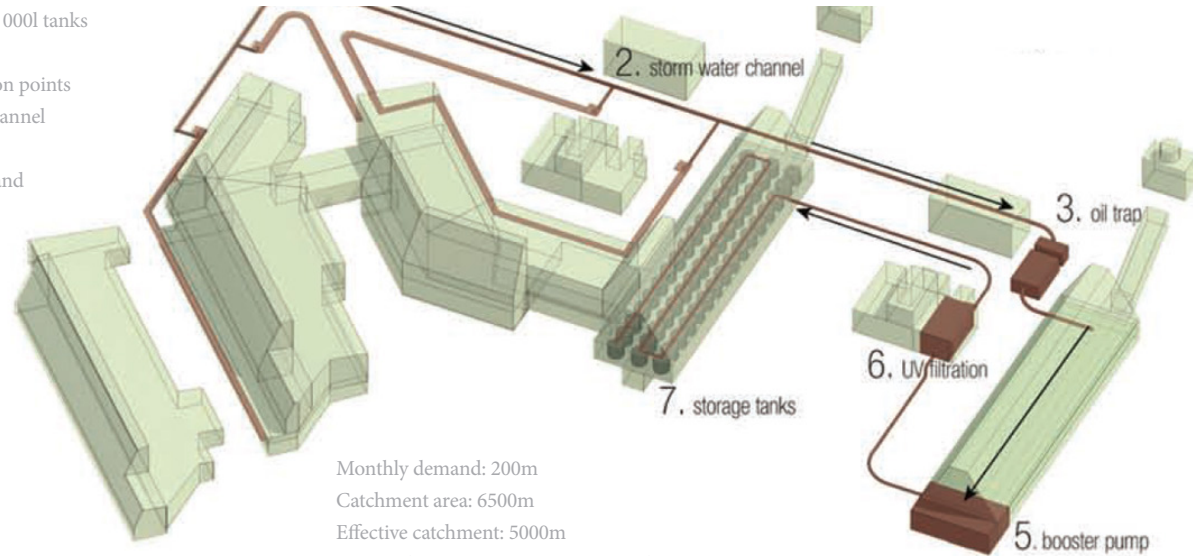 000l tanks
on points
annel
and
2. storm water channel
3. oil trap
6. UV filtration
7. storage tanks
Monthly demand: 200m
Catchment area: 6500m
Effective catchment: 5000m
5. booster pump